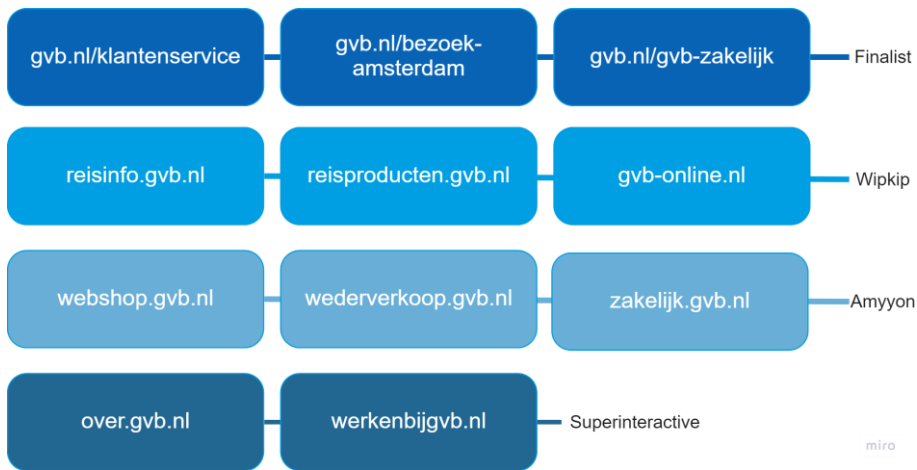 gvb.nl/klantenservice
gvb.nl/bezoek-
amsterdam
gvb.nl/gvb-zakelijk
Finalist
reisinfo.gvb.nl
reisproducten.gvb.nl
gvb-online.nl
Wipkip
webshop.gvb.nl
wederverkoop.gvb.nl
zakelijk.gvb.nl
Amyyon
over.gvb.nl
werkenbijgvb.nl
Superinteractive
miro